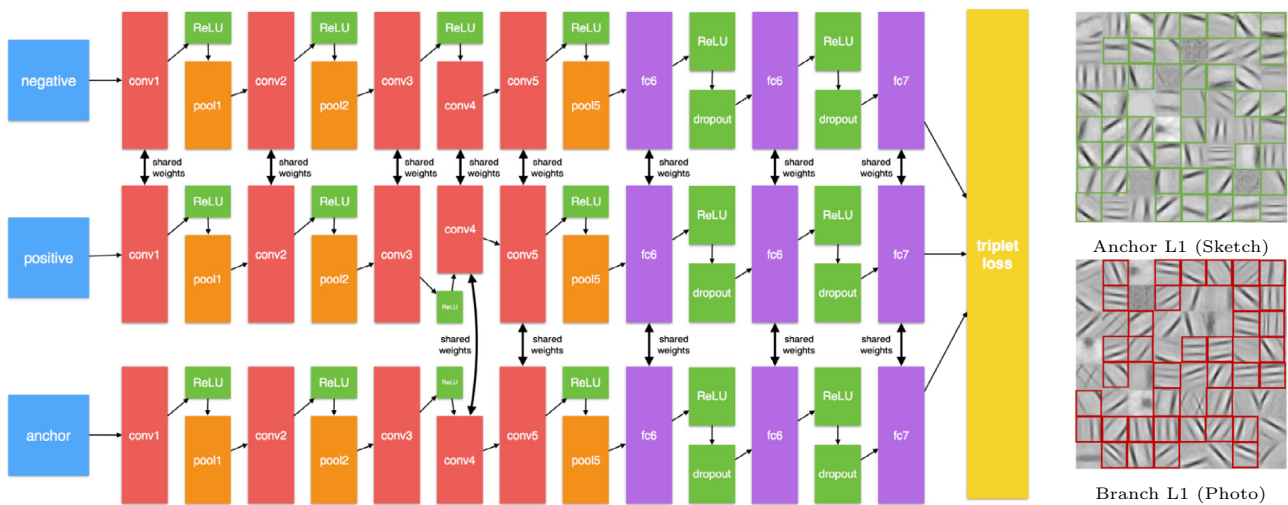 negative
conv1
ReLU
pool1
conv2
ReLU
pool2
conv3
ReLU
conv4
conv5
ReLU
pool5
fc6
ReLU
dropout
fc6
ReLU
dropout
fc7
shared
weights
shared
weights
shared
weights
shared
weights
shared
weights
shared
weights
shared
weights
shared
weights
positive
conv1
ReLU
pool1
conv2
ReLU
pool2
conv3
ReLU
conv4
conv5
ReLU
pool5
fc6
ReLU
dropout
fc6
ReLU
dropout
fc7
triplet
loss
shared
weights
shared
weights
shared
weights
shared
weights
shared
weights
anchor
conv1
ReLU
pool1
conv2
ReLU
pool2
conv3
ReLU
conv4
conv5
ReLU
pool5
fc6
ReLU
dropout
fc6
ReLU
dropout
fc7
Anchor L1 (Sketch)
Branch L1 (Photo)